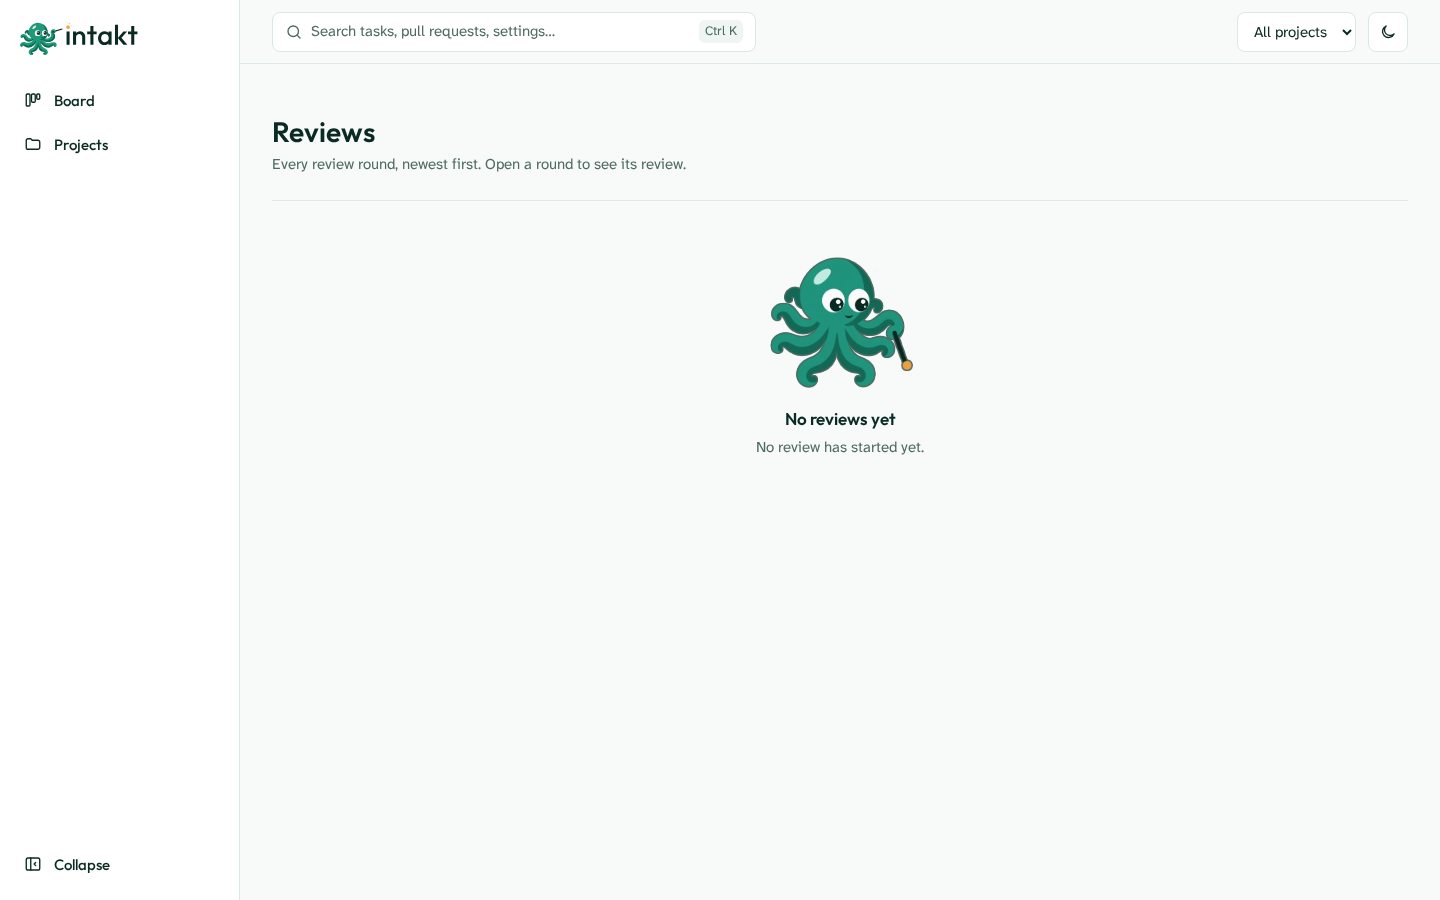 intakt
Search tasks, pull requests, settings...
Ctrl K
All projects
Board
Projects
Reviews
Every review round, newest first. Open a round to see its review.
No reviews yet
No review has started yet.
Collapse